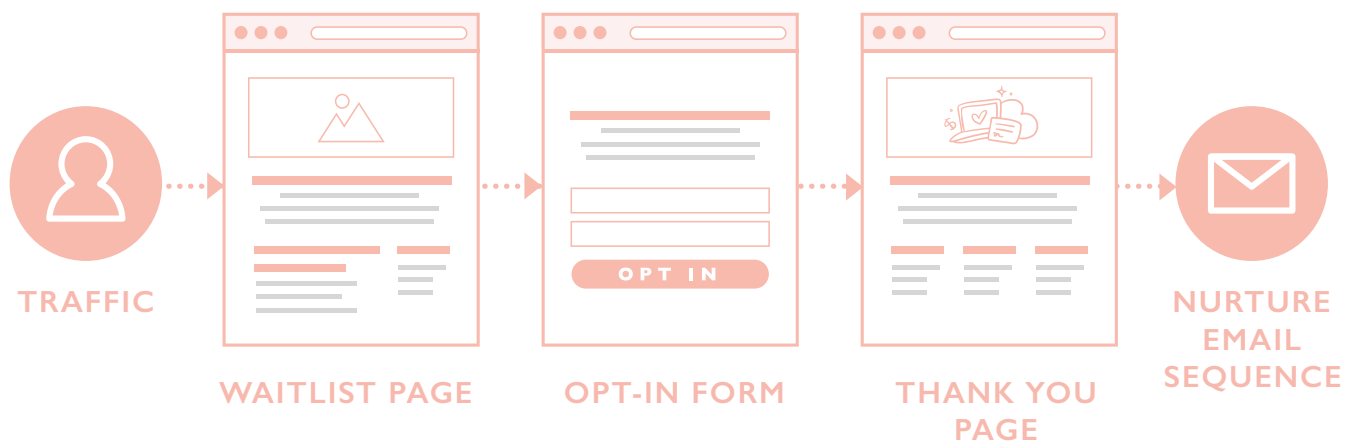 OPT IN
TRAFFIC
WAITLIST PAGE
OPT-IN FORM
THANK YOU
PAGE
NURTURE
EMAIL
SEQUENCE